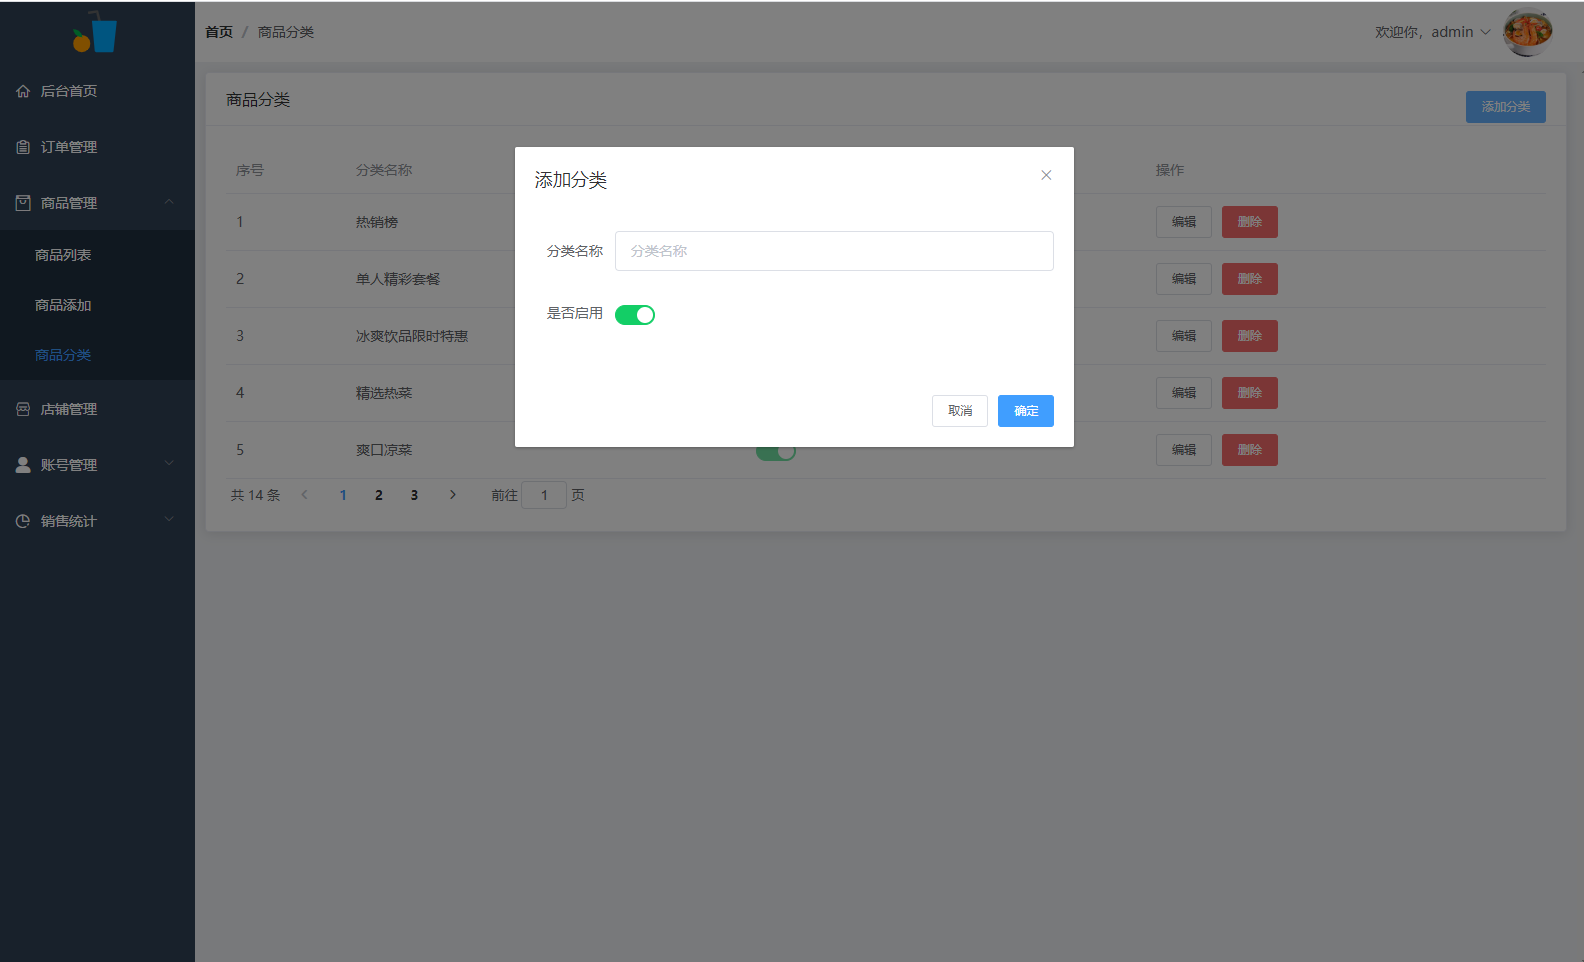 首页 / 商品分类
欢迎你，admin
后台首页
订单管理
商品管理
商品列表
商品添加
商品分类
店铺管理
账号管理
销售统计
商品分类
添加分类
序号 分类名称 操作
1 热销榜 编辑 删除
2 单人精彩套餐 编辑 删除
3 冰爽饮品限时特惠 编辑 删除
4 精选热菜 编辑 删除
5 爽口凉菜 编辑 删除
共 14 条 1 2 3 前往 1 页
添加分类
分类名称 分类名称
是否启用
取消 确定